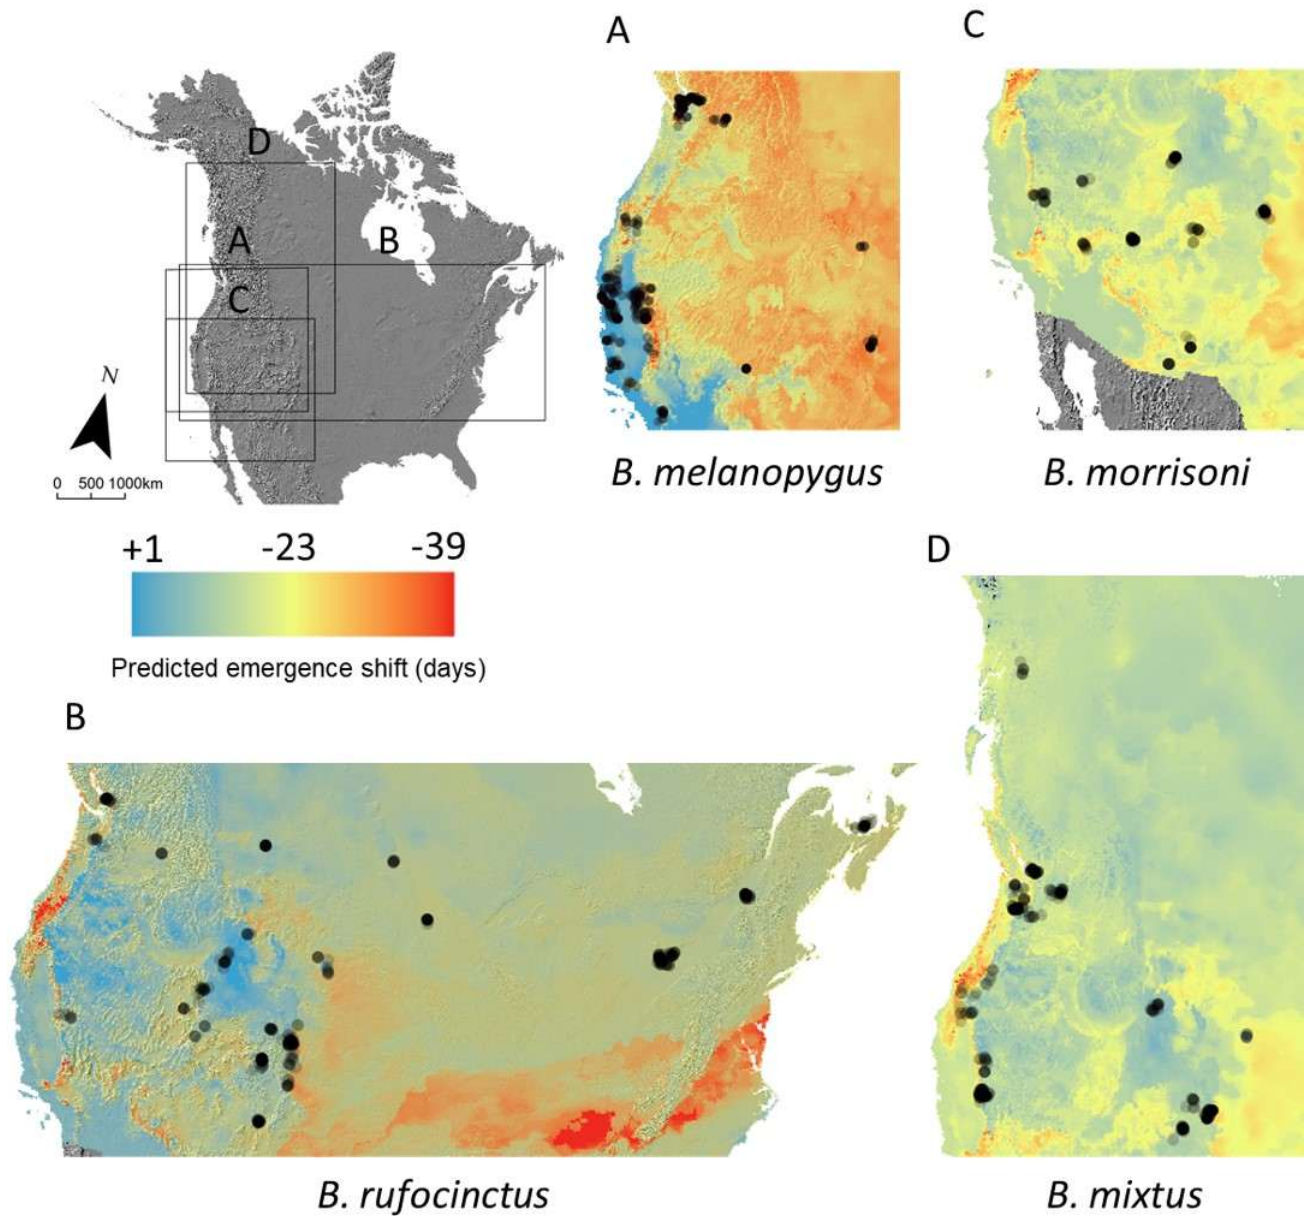 A
C
D
A
B
C
N
0 500 1000km
B. melanopygus
B. morrisoni
+1 -23 -39
Predicted emergence shift (days)
D
B
B. rufocinctus
B. mixtus